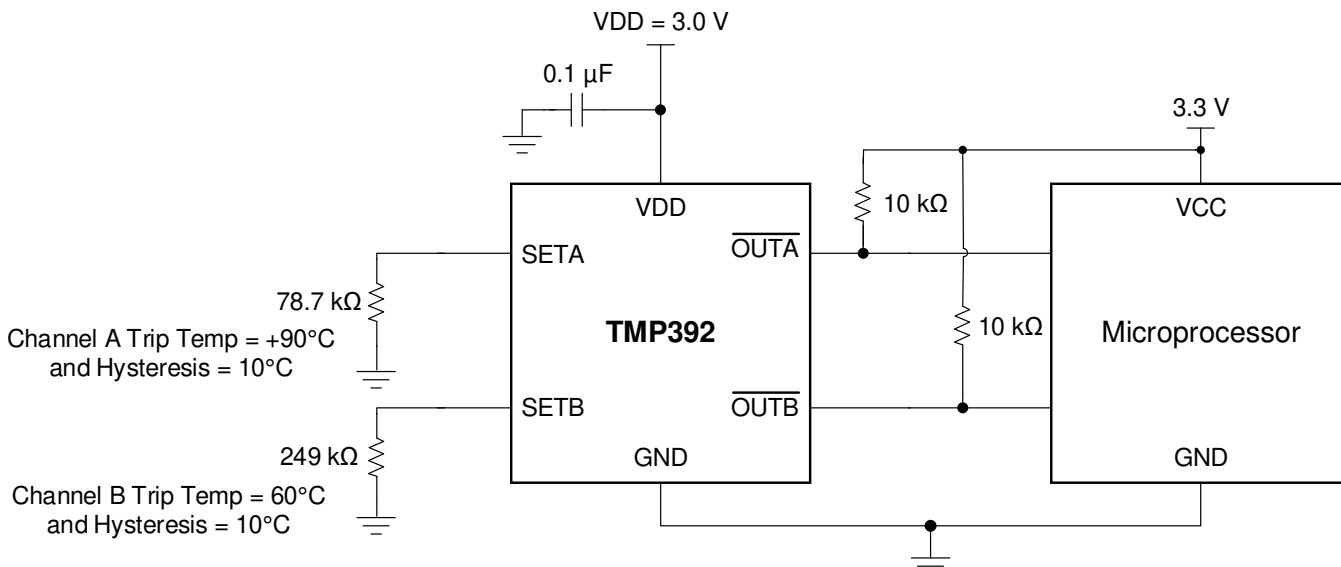 VDD = 3.0 V
0.1 µF
3.3 V
VDD
10 kΩ
VCC
SETA
OUTA
78.7 kΩ
Channel A Trip Temp = +90°C
and Hysteresis = 10°C
TMP392
10 kΩ
Microprocessor
SETB
OUTB
249 kΩ
GND
GND
Channel B Trip Temp = 60°C
and Hysteresis = 10°C